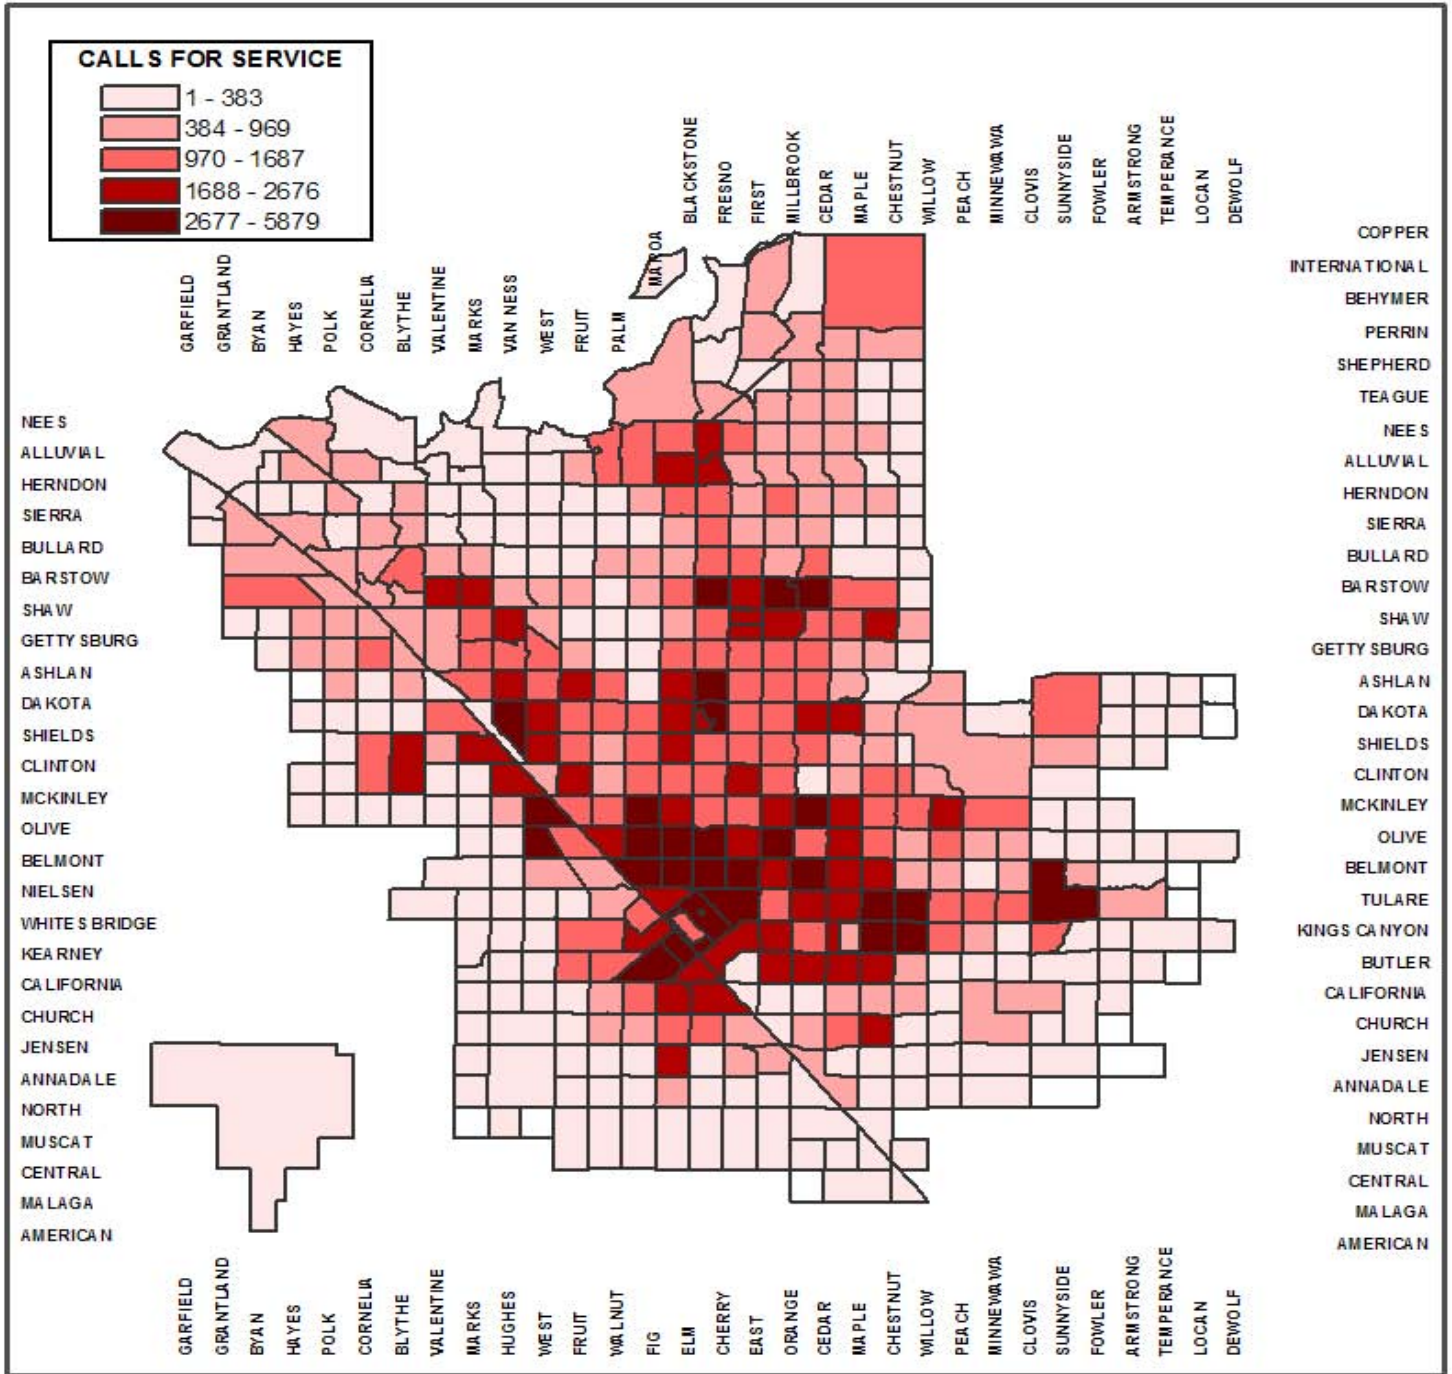 CALLS FOR SERVICE
1 - 383
384 - 969
970 - 1687
1688 - 2676
2677 - 5879
GARFIELD
GRANTLAND
BYAN
HAYES
POLK
CORNELIA
BLYTHE
VALENTINE
MARKS
VAN NESS
WEST
FRUIT
PALM
MAROA
BLACKSTONE
FRESNO
FIRST
MILLBROOK
CEDAR
MAPLE
CHESTNUT
WILLOW
PEACH
MINNEWAWA
CLOVIS
SUNNYSIDE
FOWLER
ARMSTRONG
TEMPERANCE
LOCAN
DEWOLF
NEES
ALLUVIAL
HERNDON
SIERRA
BULLARD
BARSTOW
SHAW
GETTYSBURG
ASHLAN
DAKOTA
SHIELDS
CLINTON
MCKINLEY
OLIVE
BELMONT
NIELSEN
WHITESBRIDGE
KEARNEY
CALIFORNIA
CHURCH
JENSEN
ANNADALE
NORTH
MUSCAT
CENTRAL
MALAGA
AMERICAN
COPPER
INTERNATIONAL
BEHYMER
PERRIN
SHEPHERD
TEAGUE
NEES
ALLUVIAL
HERNDON
SIERRA
BULLARD
BARSTOW
SHAW
GETTYSBURG
ASHLAN
DAKOTA
SHIELDS
CLINTON
MCKINLEY
OLIVE
BELMONT
TULARE
KINGS CANYON
BUTLER
CALIFORNIA
CHURCH
JENSEN
ANNADALE
NORTH
MUSCAT
CENTRAL
MALAGA
AMERICAN
GARFIELD
GRANTLAND
BYAN
HAYES
POLK
CORNELIA
BLYTHE
VALENTINE
MARKS
HUGHES
WEST
FRUIT
WALNUT
FIG
ELM
CHERRY
EAST
ORANGE
CEDAR
MAPLE
CHESTNUT
WILLOW
PEACH
MINNEWAWA
CLOVIS
SUNNYSIDE
FOWLER
ARMSTRONG
TEMPERANCE
LOCAN
DEWOLF